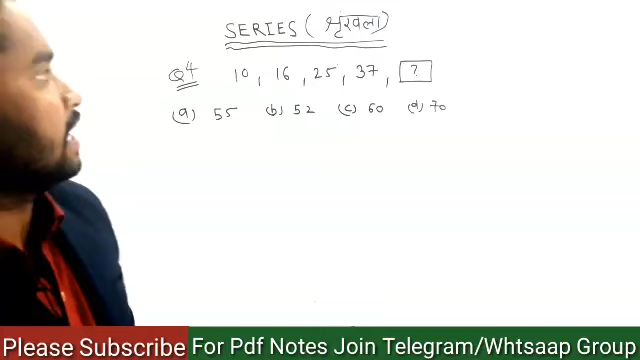 SERIES ( श्रृखला )
Q4 10, 16, 25, 37, ?
(a) 55 (b) 52 (c) 60 (d) 70
Please Subscribe For Pdf Notes Join Telegram/Whtsaap Group